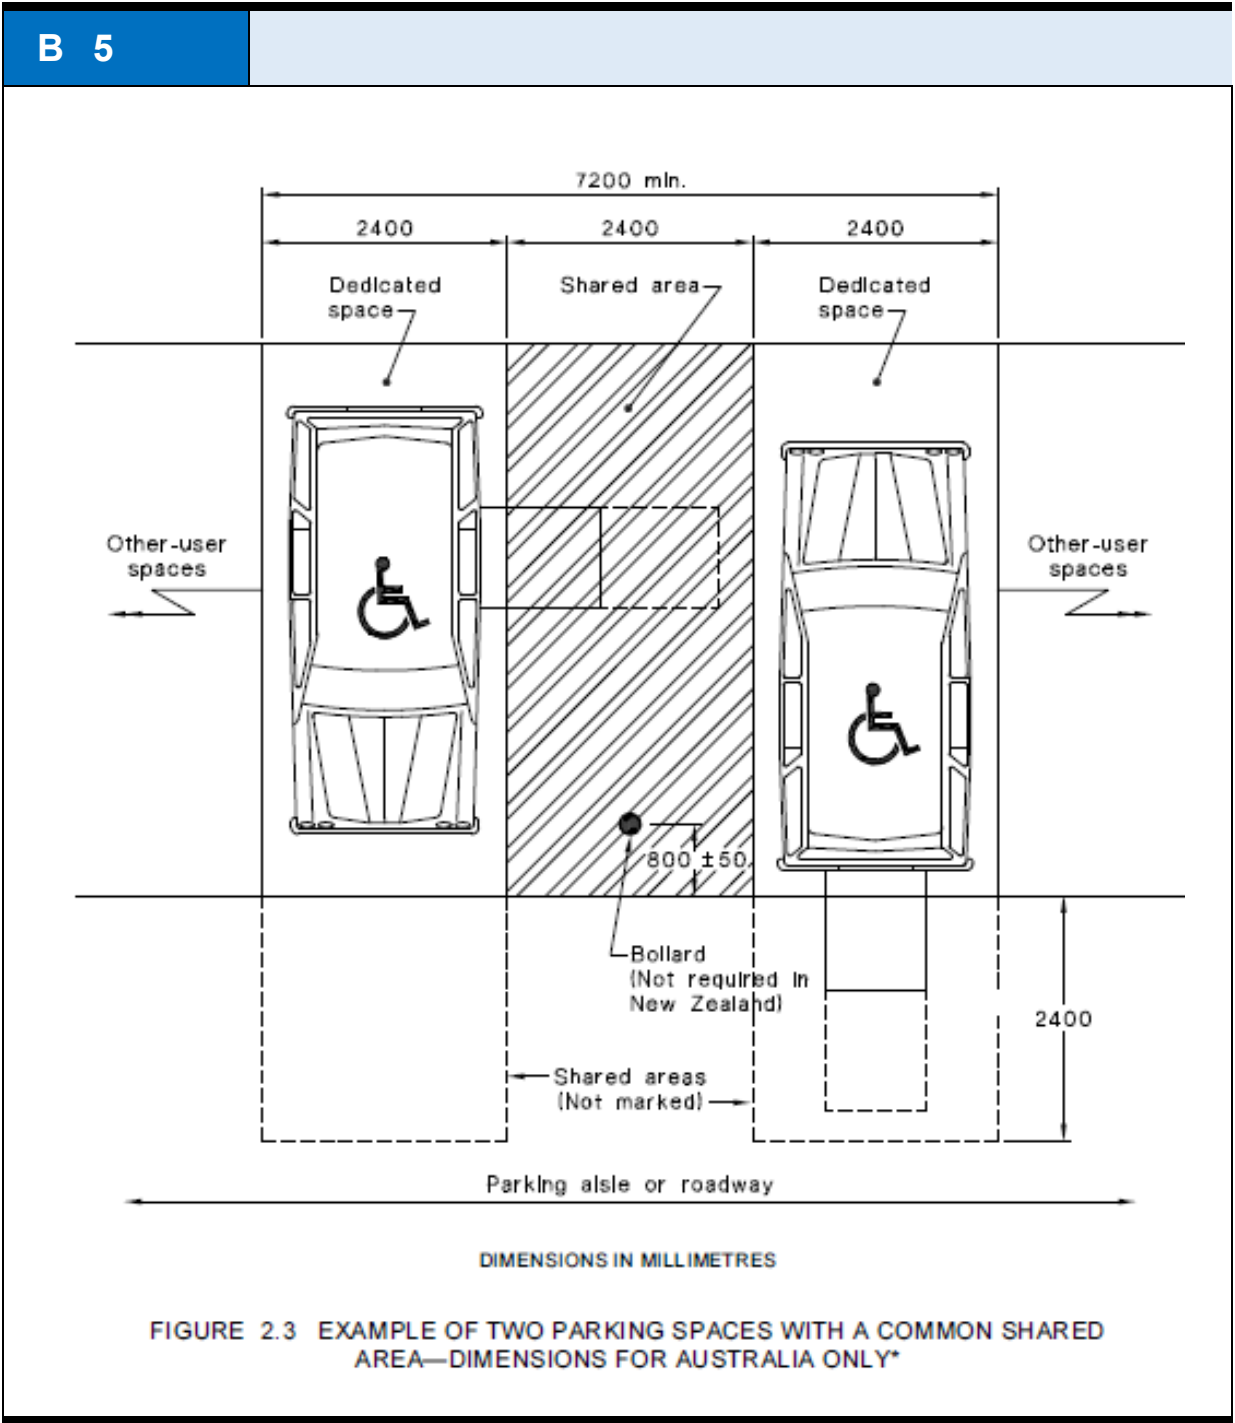 B 5
7200 min.
2400
2400
2400
Dedicated
space
Shared area
Dedicated
space
Other-user
spaces
Other-user
spaces
800 ±50
Bollard
(Not required in
New Zealand)
2400
Shared areas
(Not marked)
Parking aisle or roadway
DIMENSIONS IN MILLIMETRES
FIGURE 2.3 EXAMPLE OF TWO PARKING SPACES WITH A COMMON SHARED
AREA—DIMENSIONS FOR AUSTRALIA ONLY*